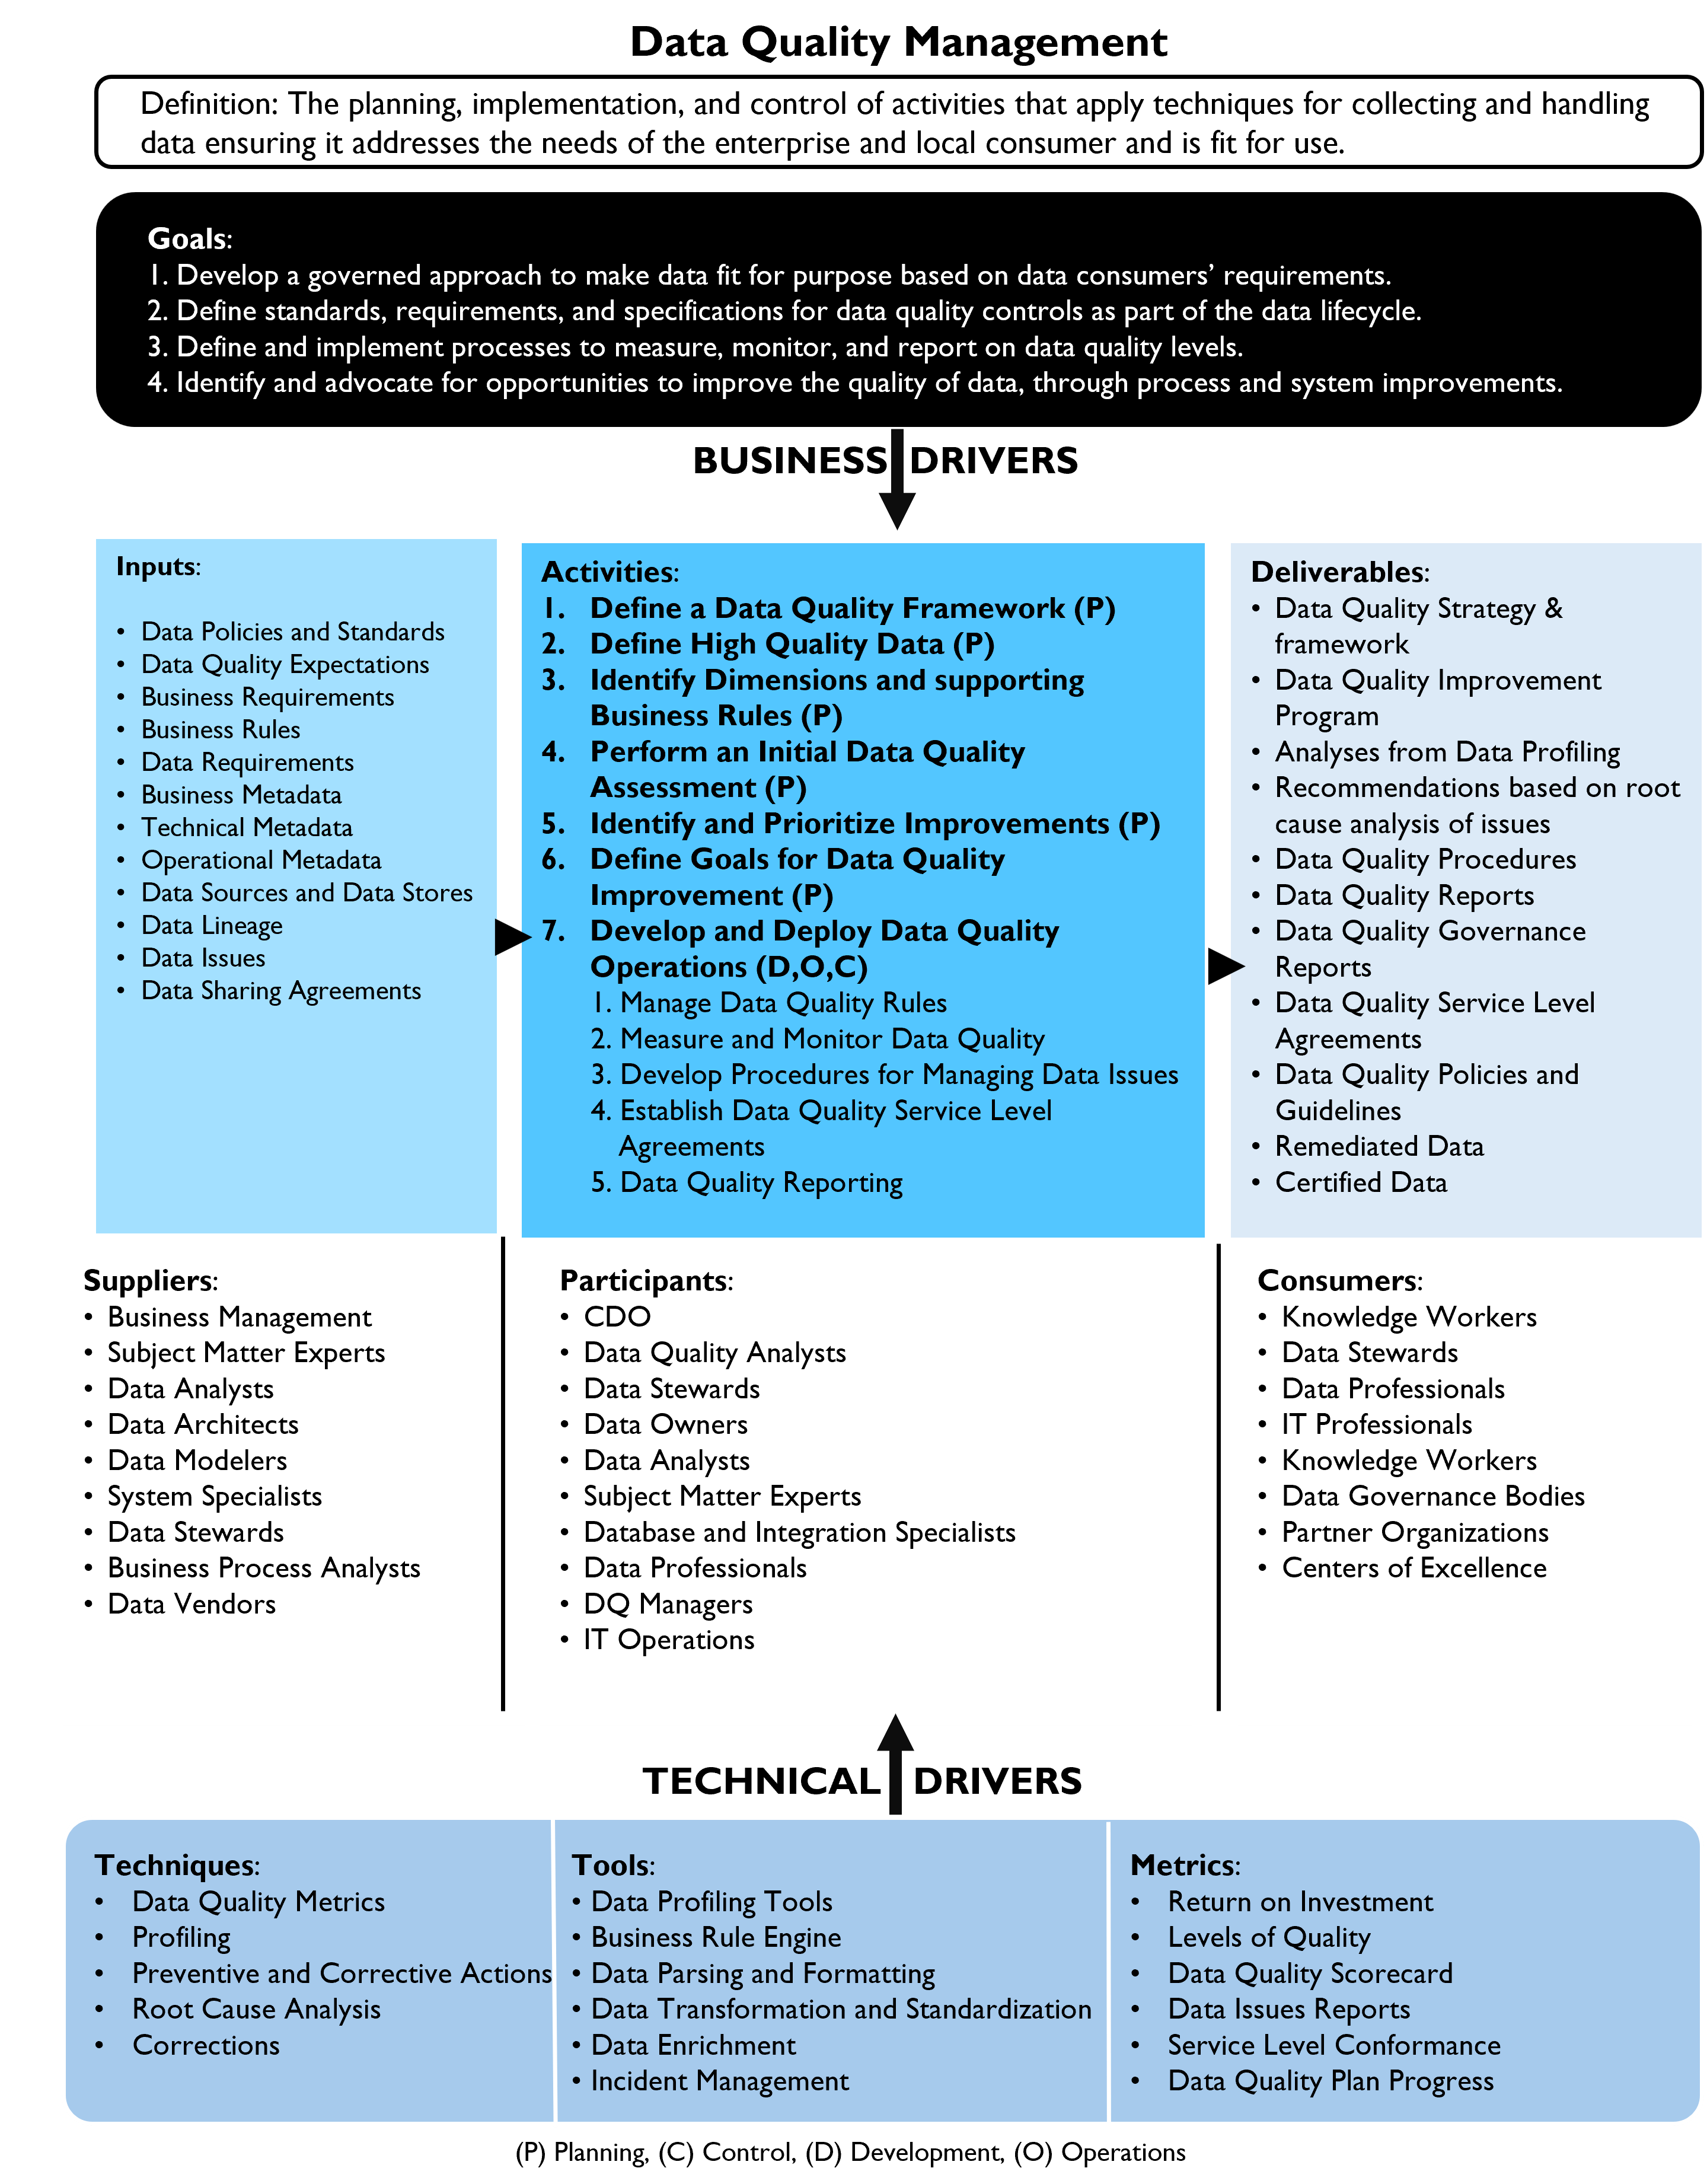 Data Quality Management
Definition: The planning, implementation, and control of activities that apply techniques for collecting and handling
data ensuring it addresses the needs of the enterprise and local consumer and is fit for use.
Goals:
1. Develop a governed approach to make data fit for purpose based on data consumers’ requirements.
2. Define standards, requirements, and specifications for data quality controls as part of the data lifecycle.
3. Define and implement processes to measure, monitor, and report on data quality levels.
4. Identify and advocate for opportunities to improve the quality of data, through process and system improvements.
BUSINESS DRIVERS
Inputs:
• Data Policies and Standards
• Data Quality Expectations
• Business Requirements
• Business Rules
• Data Requirements
• Business Metadata
• Technical Metadata
• Operational Metadata
• Data Sources and Data Stores
• Data Lineage
• Data Issues
• Data Sharing Agreements
Activities:
1. Define a Data Quality Framework (P)
2. Define High Quality Data (P)
3. Identify Dimensions and supporting
Business Rules (P)
4. Perform an Initial Data Quality
Assessment (P)
5. Identify and Prioritize Improvements (P)
6. Define Goals for Data Quality
Improvement (P)
7. Develop and Deploy Data Quality
Operations (D,O,C)
1. Manage Data Quality Rules
2. Measure and Monitor Data Quality
3. Develop Procedures for Managing Data Issues
4. Establish Data Quality Service Level
Agreements
5. Data Quality Reporting
Deliverables:
• Data Quality Strategy &
framework
• Data Quality Improvement
Program
• Analyses from Data Profiling
• Recommendations based on root
cause analysis of issues
• Data Quality Procedures
• Data Quality Reports
• Data Quality Governance
Reports
• Data Quality Service Level
Agreements
• Data Quality Policies and
Guidelines
• Remediated Data
• Certified Data
Suppliers:
• Business Management
• Subject Matter Experts
• Data Analysts
• Data Architects
• Data Modelers
• System Specialists
• Data Stewards
• Business Process Analysts
• Data Vendors
Participants:
• CDO
• Data Quality Analysts
• Data Stewards
• Data Owners
• Data Analysts
• Subject Matter Experts
• Database and Integration Specialists
• Data Professionals
• DQ Managers
• IT Operations
Consumers:
• Knowledge Workers
• Data Stewards
• Data Professionals
• IT Professionals
• Knowledge Workers
• Data Governance Bodies
• Partner Organizations
• Centers of Excellence
TECHNICAL DRIVERS
Techniques:
• Data Quality Metrics
• Profiling
• Preventive and Corrective Actions
• Root Cause Analysis
• Corrections
Tools:
• Data Profiling Tools
• Business Rule Engine
• Data Parsing and Formatting
• Data Transformation and Standardization
• Data Enrichment
• Incident Management
Metrics:
• Return on Investment
• Levels of Quality
• Data Quality Scorecard
• Data Issues Reports
• Service Level Conformance
• Data Quality Plan Progress
(P) Planning, (C) Control, (D) Development, (O) Operations